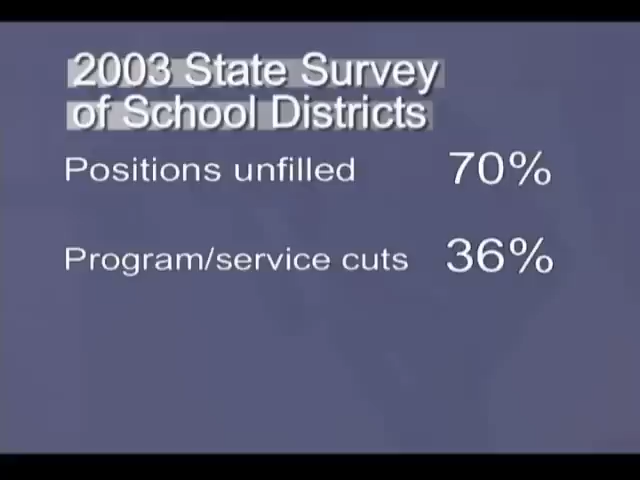 2003 State Survey
of School Districts
Positions unfilled 70%
Program/service cuts 36%